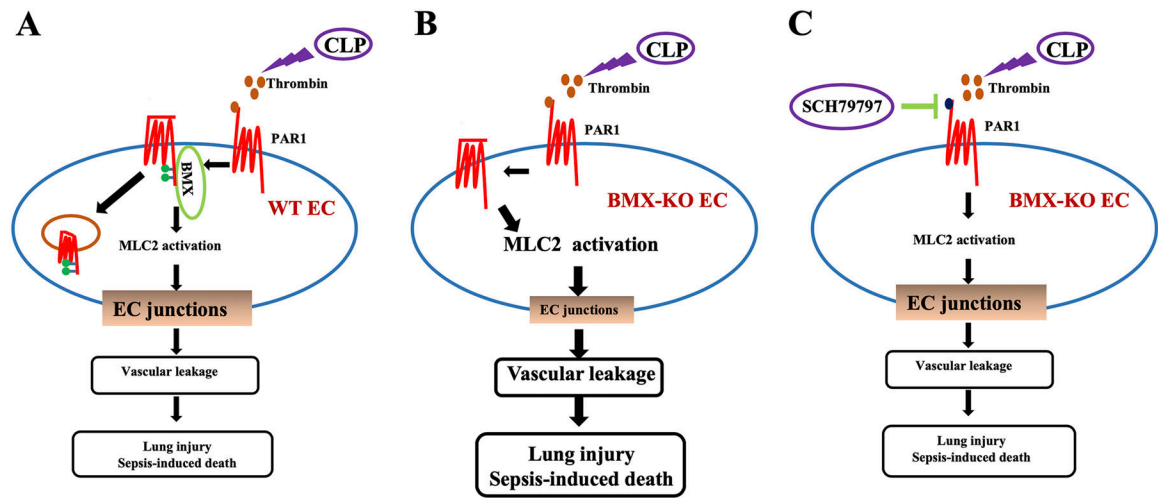 A
CLP
Thrombin
PAR1
BMX
WT EC
MLC2 activation
EC junctions
Vascular leakage
Lung injury
Sepsis-induced death
B
CLP
Thrombin
PAR1
BMX-KO EC
MLC2 activation
EC junctions
Vascular leakage
Lung injury
Sepsis-induced death
C
CLP
Thrombin
SCH79797
PAR1
BMX-KO EC
MLC2 activation
EC junctions
Vascular leakage
Lung injury
Sepsis-induced death